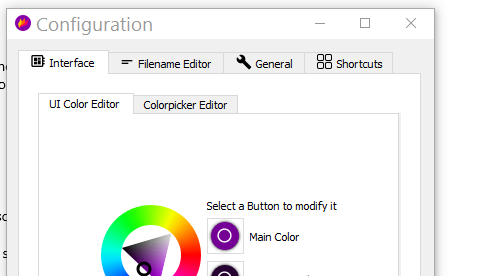 Configuration
Interface Filename Editor General Shortcuts
UI Color Editor Colorpicker Editor
Select a Button to modify it
Main Color